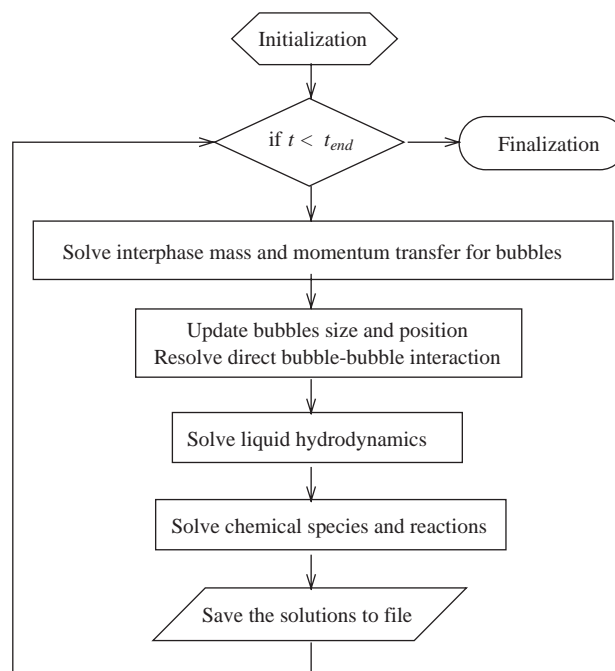 Initialization
if t < t_end
Finalization
Solve interphase mass and momentum transfer for bubbles
Update bubbles size and position
Resolve direct bubble-bubble interaction
Solve liquid hydrodynamics
Solve chemical species and reactions
Save the solutions to file